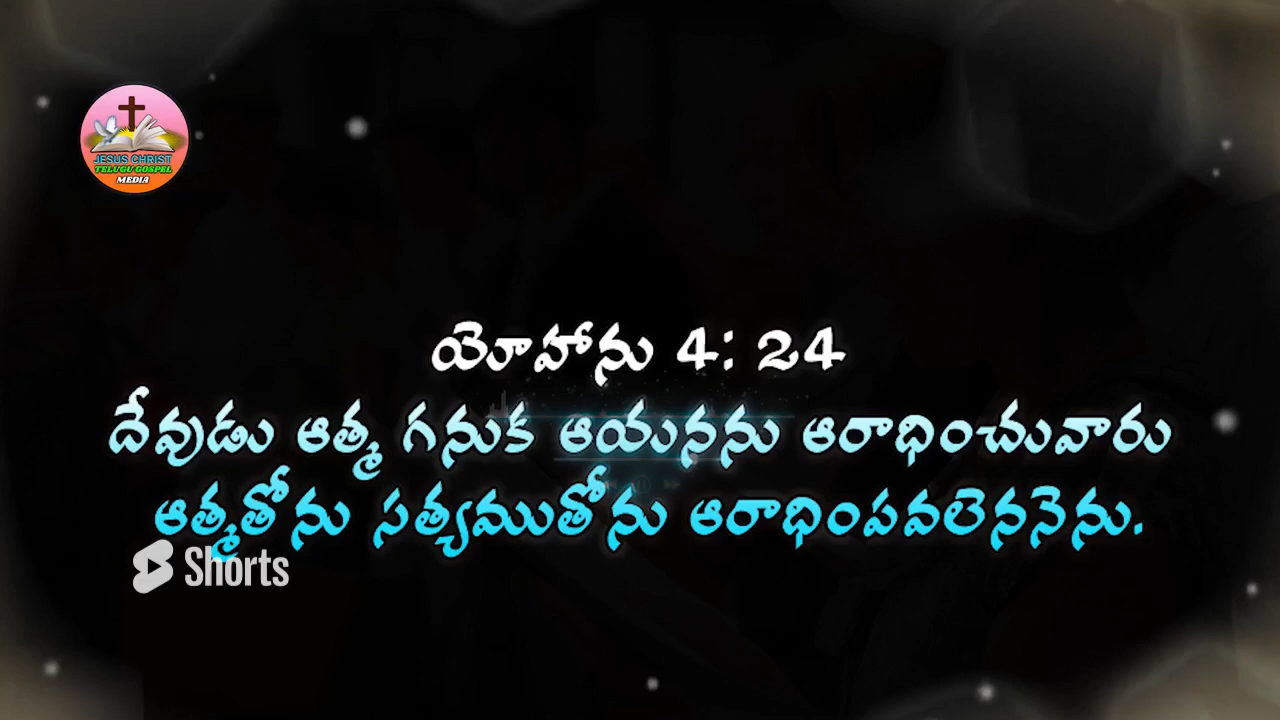 JESUS CHRIST
TELUGU GOSPEL
MEDIA
యోహాను 4: 24
దేవుడు ఆత్మ గనుక ఆయనను ఆరాధించువారు
ఆత్మతోను సత్యముతోను ఆరాధింపవలెననెను.
Shorts